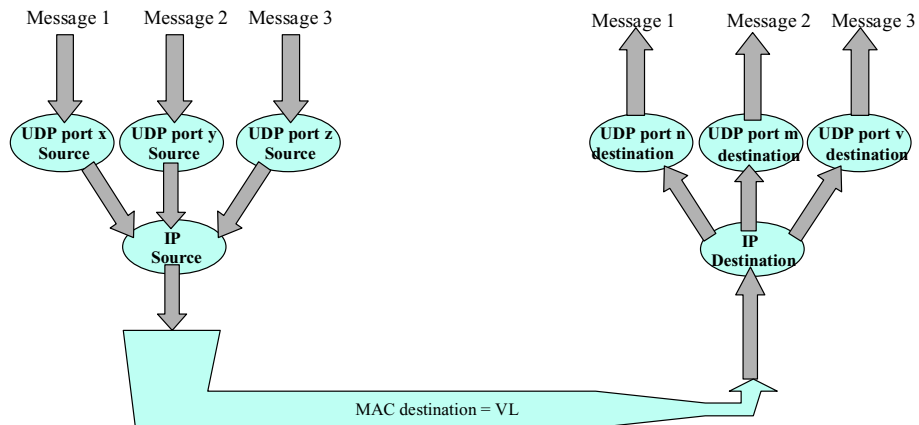 Message 1
Message 2
Message 3
Message 1
Message 2
Message 3
UDP port x
Source
UDP port y
Source
UDP port z
Source
UDP port n
destination
UDP port m
destination
UDP port v
destination
IP
Source
IP
Destination
MAC destination = VL